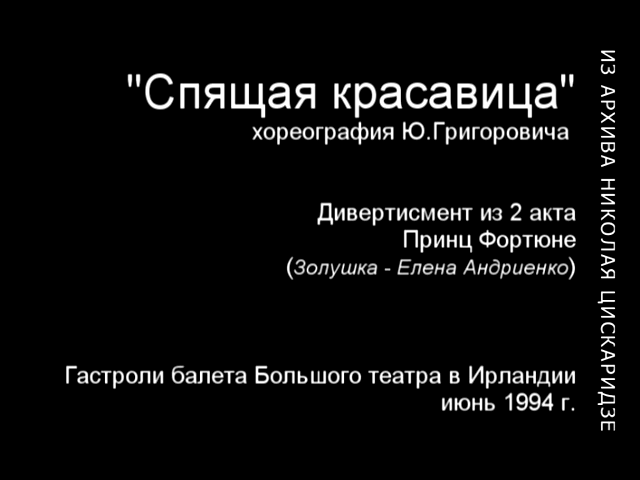 "Спящая красавица"
хореография Ю.Григоровича
Дивертисмент из 2 акта
Принц Фортюне
(Золушка - Елена Андриенко)
Гастроли балета Большого театра в Ирландии
июнь 1994 г.
ИЗ АРХИВА НИКОЛАЯ ЦИСКАРИДЗЕ